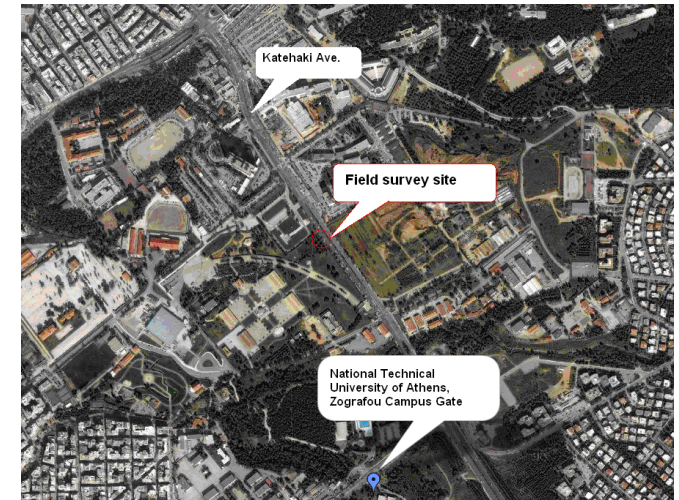 Katehaki Ave.
Field survey site
National Technical
University of Athens,
Zografou Campus Gate